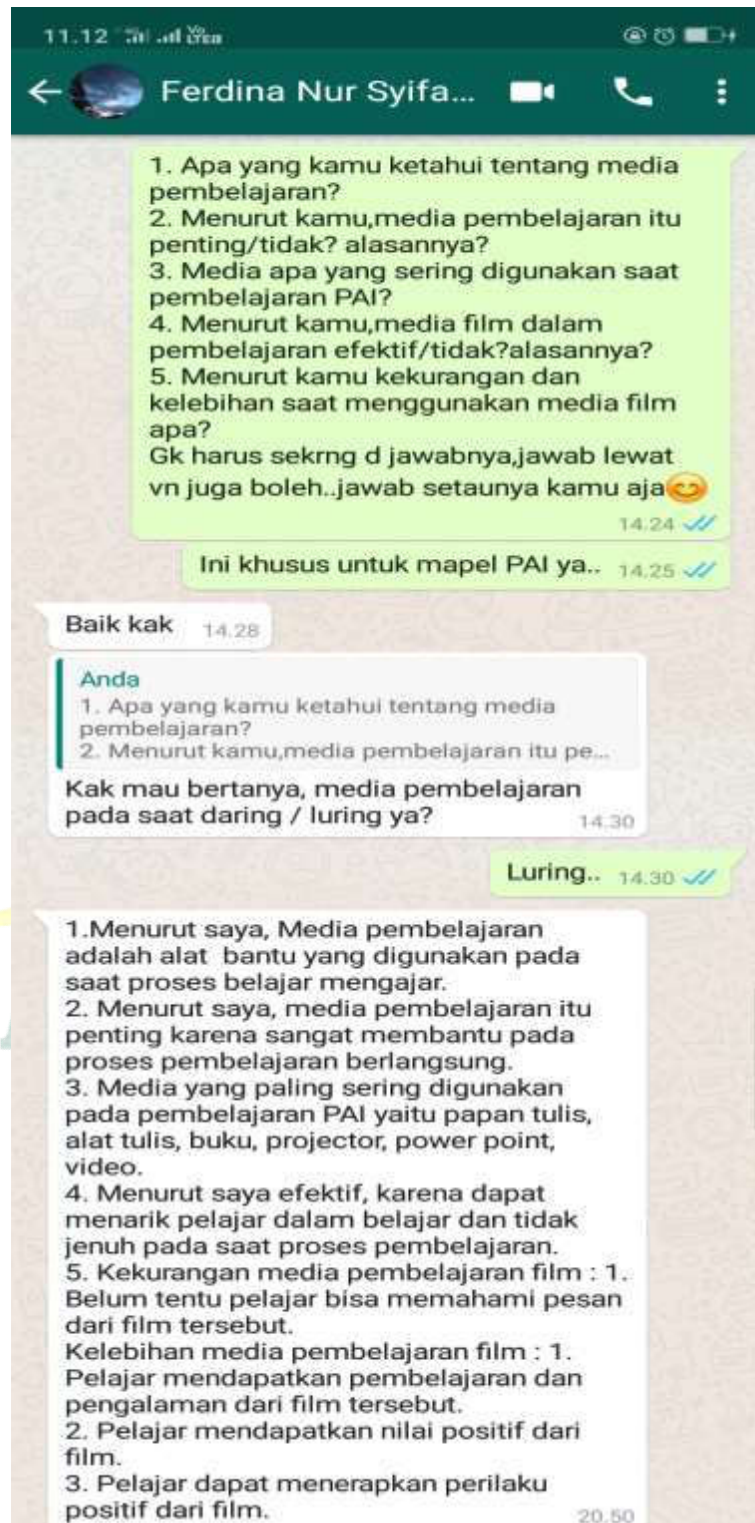 11.12
Ferdina Nur Syifa...
1. Apa yang kamu ketahui tentang media
pembelajaran?
2. Menurut kamu,media pembelajaran itu
penting/tidak? alasannya?
3. Media apa yang sering digunakan saat
pembelajaran PAI?
4. Menurut kamu,media film dalam
pembelajaran efektif/tidak?alasannya?
5. Menurut kamu kekurangan dan
kelebihan saat menggunakan media film
apa?
Gk harus sekrng d jawabnya,jawab lewat
vn juga boleh..jawab setaunya kamu aja😊
14.24
Ini khusus untuk mapel PAI ya.. 14.25
Baik kak 14.28
Anda
1. Apa yang kamu ketahui tentang media
pembelajaran?
2. Menurut kamu,media pembelajaran itu pe...
Kak mau bertanya, media pembelajaran
pada saat daring / luring ya? 14.30
Luring.. 14.30
1.Menurut saya, Media pembelajaran
adalah alat bantu yang digunakan pada
saat proses belajar mengajar.
2. Menurut saya, media pembelajaran itu
penting karena sangat membantu pada
proses pembelajaran berlangsung.
3. Media yang paling sering digunakan
pada pembelajaran PAI yaitu papan tulis,
alat tulis, buku, projector, power point,
video.
4. Menurut saya efektif, karena dapat
menarik pelajar dalam belajar dan tidak
jenuh pada saat proses pembelajaran.
5. Kekurangan media pembelajaran film : 1.
Belum tentu pelajar bisa memahami pesan
dari film tersebut.
Kelebihan media pembelajaran film : 1.
Pelajar mendapatkan pembelajaran dan
pengalaman dari film tersebut.
2. Pelajar mendapatkan nilai positif dari
film.
3. Pelajar dapat menerapkan perilaku
positif dari film. 20.50